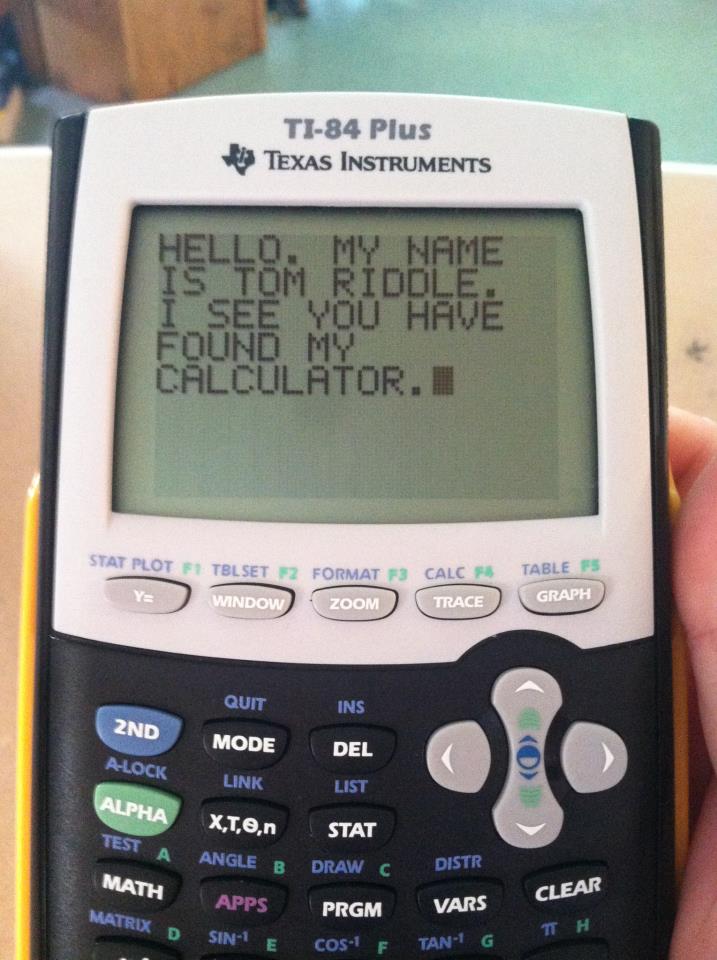 TI-84 Plus
TEXAS INSTRUMENTS
HELLO. MY NAME
IS TOM RIDDLE.
I SEE YOU HAVE
FOUND MY
CALCULATOR.
STAT PLOT F1 TBLSET F2 FORMAT F3 CALC F4 TABLE F5
Y= WINDOW ZOOM TRACE GRAPH
QUIT INS
2ND MODE DEL
A-LOCK LINK LIST
ALPHA X,T,Θ,n STAT
TEST A ANGLE B DRAW C DISTR
MATH APPS PRGM VARS CLEAR
MATRIX D SIN⁻¹ E COS⁻¹ F TAN⁻¹ G π H